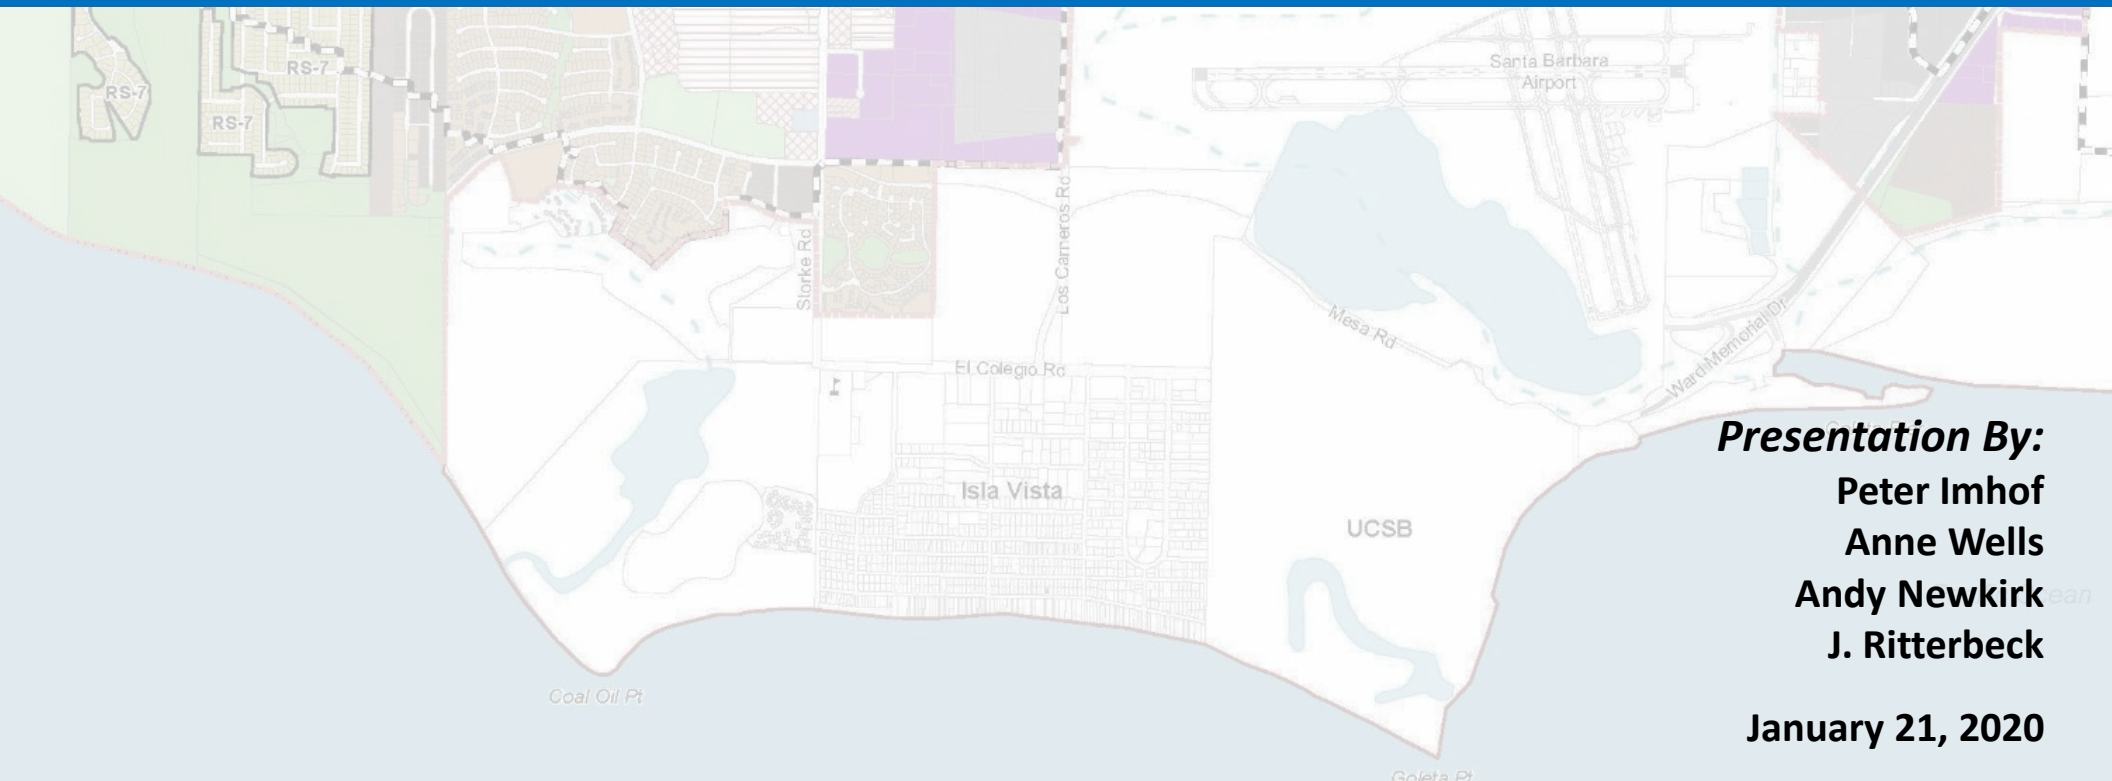 Santa Barbara
Airport
RS-7
RS-7
RS-7
Storke Rd
Los Carneros Rd
Mesa Rd
Ward Memorial Dr
El Colegio Rd
Presentation By:
Peter Imhof
Isla Vista
UCSB
Anne Wells
Andy Newkirk
J. Ritterbeck
Coal Oil Pt
January 21, 2020
Goleta Pt